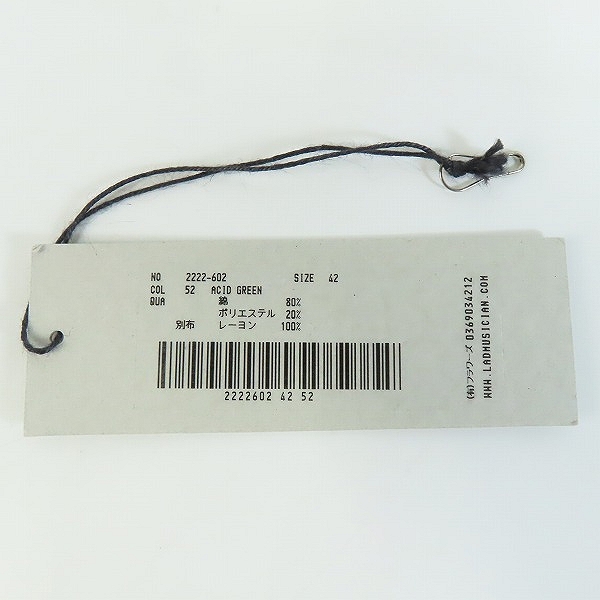 NO 2222-602 SIZE 42
COL 52 ACID GREEN
QUA 綿 80%
ポリエステル 20%
別布 レーヨン 100%
2222602 42 52
(有)フラワーズ 0369034212
WWW.LADMUSICIAN.COM